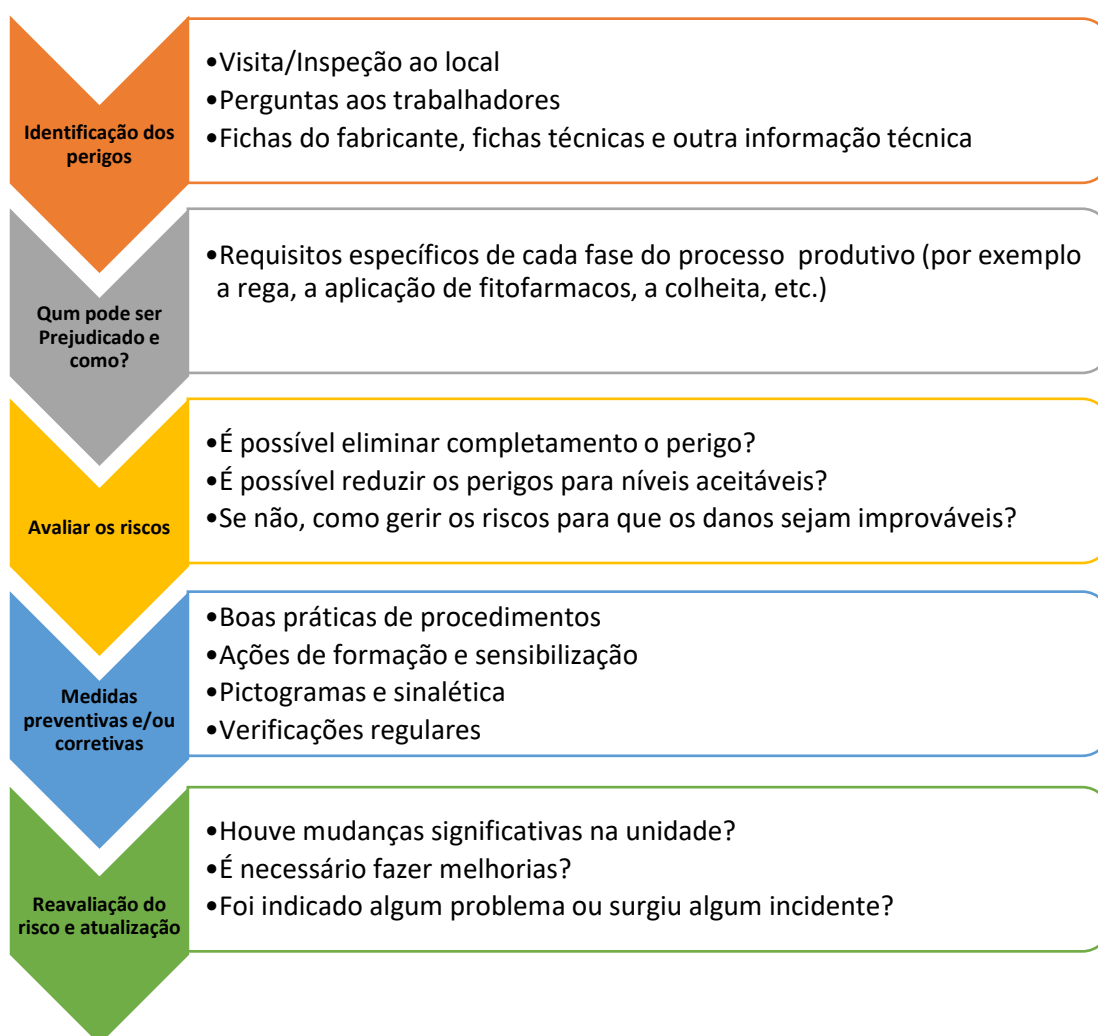 Identificação dos
perigos
•Visita/Inspeção ao local
•Perguntas aos trabalhadores
•Fichas do fabricante, fichas técnicas e outra informação técnica
Qum pode ser
Prejudicado e
como?
•Requisitos específicos de cada fase do processo produtivo (por exemplo
a rega, a aplicação de fitofarmacos, a colheita, etc.)
Avaliar os riscos
•É possível eliminar completamento o perigo?
•É possível reduzir os perigos para níveis aceitáveis?
•Se não, como gerir os riscos para que os danos sejam improváveis?
Medidas
preventivas e/ou
corretivas
•Boas práticas de procedimentos
•Ações de formação e sensibilização
•Pictogramas e sinalética
•Verificações regulares
Reavaliação do
risco e atualização
•Houve mudanças significativas na unidade?
•É necessário fazer melhorias?
•Foi indicado algum problema ou surgiu algum incidente?